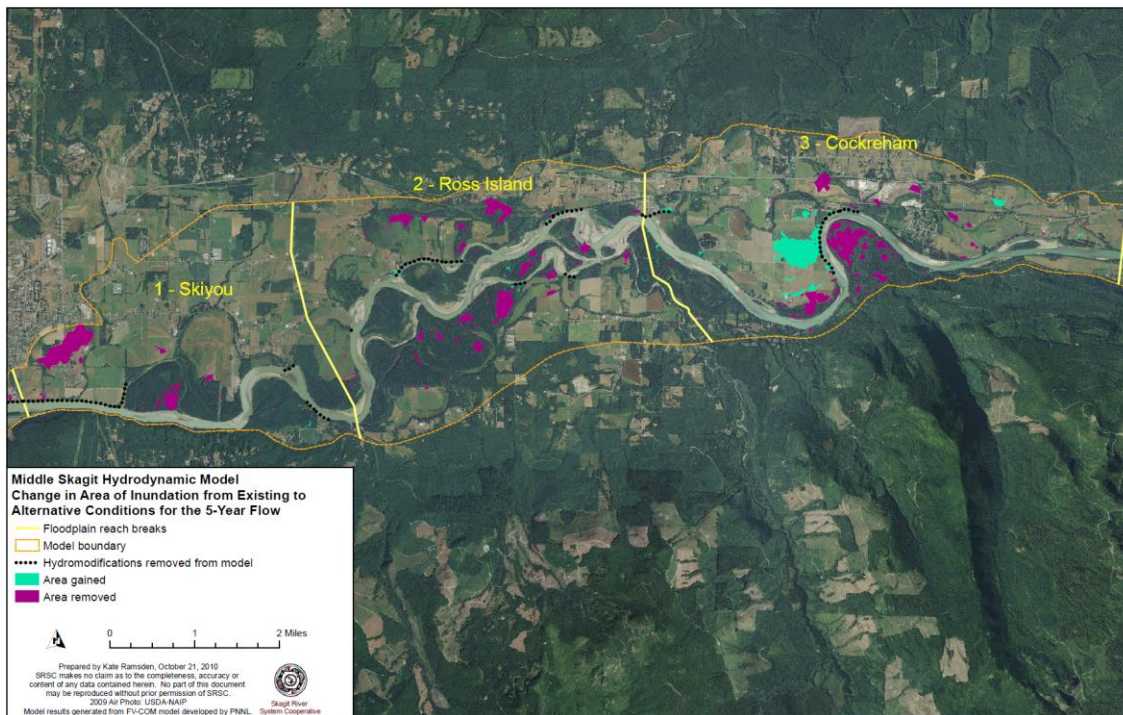 3 - Cockreham
2 - Ross Island
1 - Skiyou
Middle Skagit Hydrodynamic Model
Change in Area of Inundation from Existing to
Alternative Conditions for the 5-Year Flow
Floodplain reach breaks
Model boundary
Hydromodifications removed from model
Area gained
Area removed
N
0 1 2 Miles
Prepared by Kate Ramsden, October 21, 2010
SRSC makes no claim as to the completeness, accuracy or
content of any data contained herein. No part of this document
may be reproduced without prior permission of SRSC.
2009 Air Photo: USDA-NAIP
Model results generated from FV-COM model developed by PNNL.
Skagit River
System Cooperative